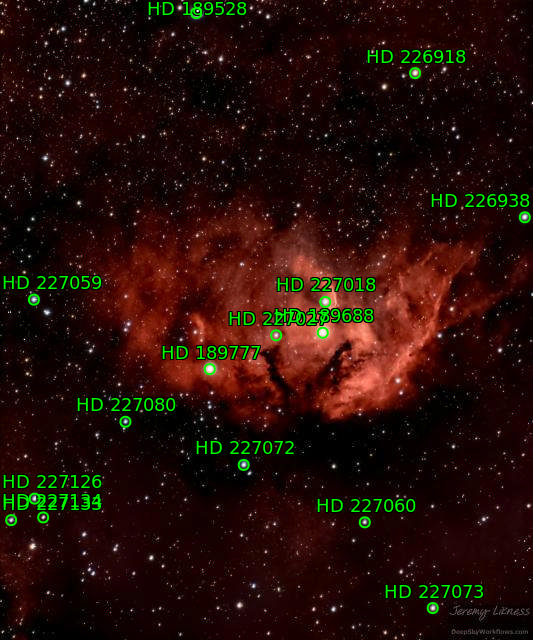 HD 189528
HD 226918
HD 226938
HD 227059
HD 227018
HD 227027
HD 189688
HD 189777
HD 227080
HD 227072
HD 227126
HD 227134
HD 227133
HD 227060
HD 227073
Jeremy Likness
DeepSkyWorkflows.com